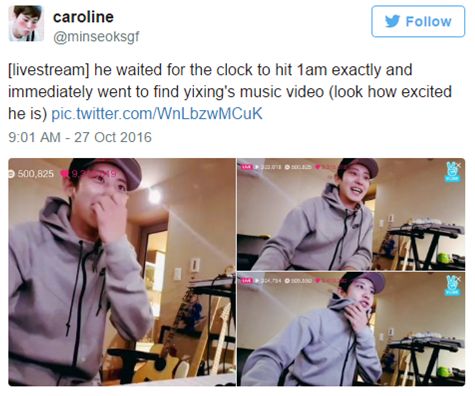 caroline
@minseoksgf
Follow
[livestream] he waited for the clock to hit 1am exactly and
immediately went to find yixing's music video (look how excited
he is) pic.twitter.com/WnLbzwMCuK
9:01 AM - 27 Oct 2016
500,825
LIVE
LIVE